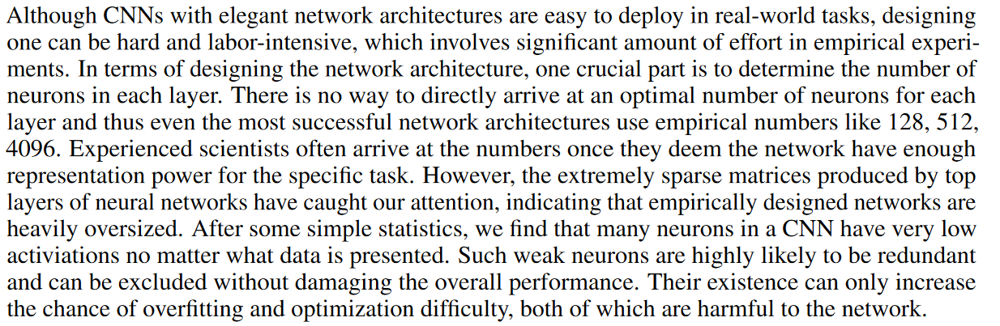 Although CNNs with elegant network architectures are easy to deploy in real-world tasks, designing
one can be hard and labor-intensive, which involves significant amount of effort in empirical experi-
ments. In terms of designing the network architecture, one crucial part is to determine the number of
neurons in each layer. There is no way to directly arrive at an optimal number of neurons for each
layer and thus even the most successful network architectures use empirical numbers like 128, 512,
4096. Experienced scientists often arrive at the numbers once they deem the network have enough
representation power for the specific task. However, the extremely sparse matrices produced by top
layers of neural networks have caught our attention, indicating that empirically designed networks are
heavily oversized. After some simple statistics, we find that many neurons in a CNN have very low
activiations no matter what data is presented. Such weak neurons are highly likely to be redundant
and can be excluded without damaging the overall performance. Their existence can only increase
the chance of overfitting and optimization difficulty, both of which are harmful to the network.